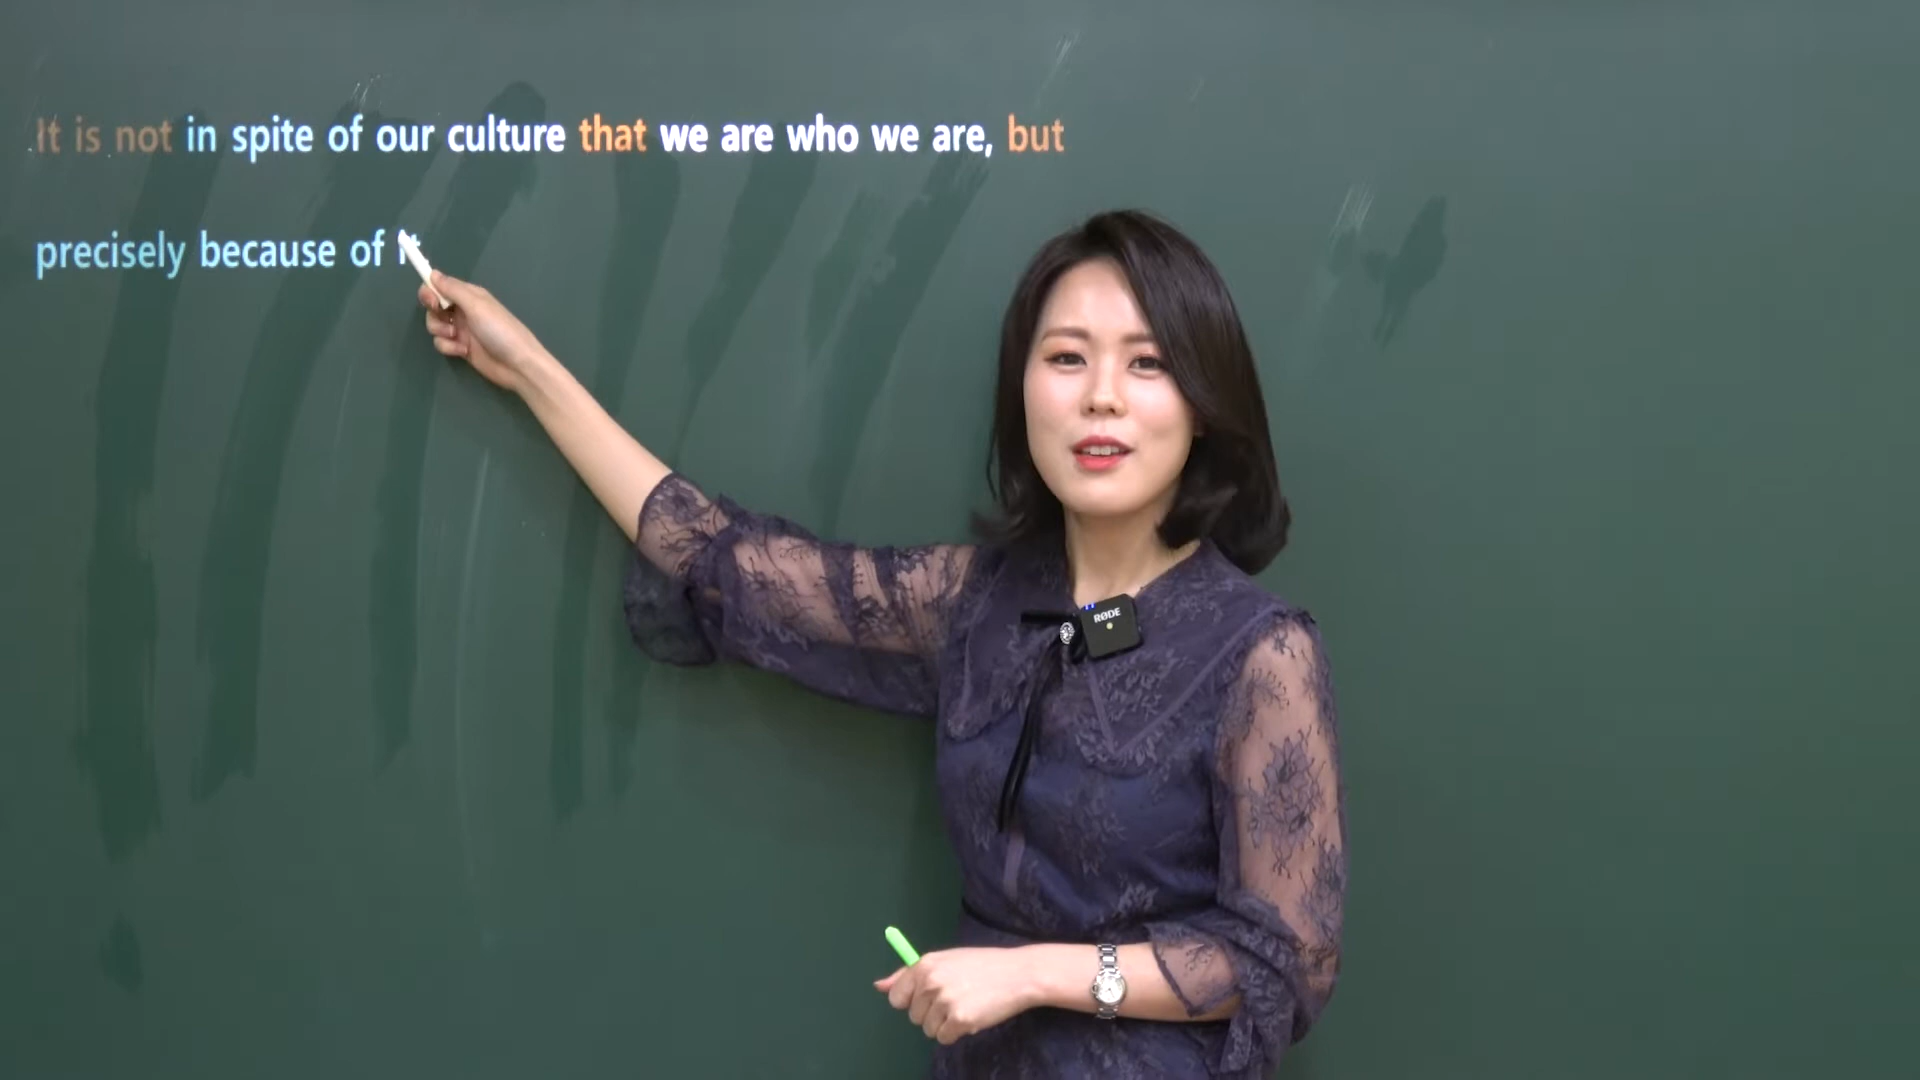 It is not in spite of our culture that we are who we are, but
precisely because of it.
RØDE